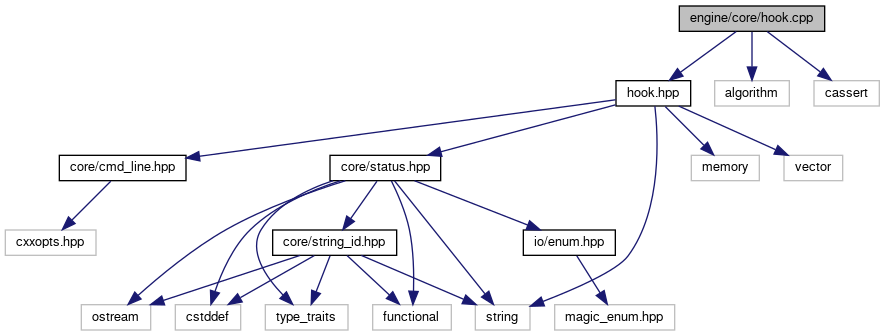 engine/core/hook.cpp
hook.hpp
algorithm
cassert
core/cmd_line.hpp
core/status.hpp
memory
vector
cxxopts.hpp
core/string_id.hpp
io/enum.hpp
ostream
cstddef
type_traits
functional
string
magic_enum.hpp